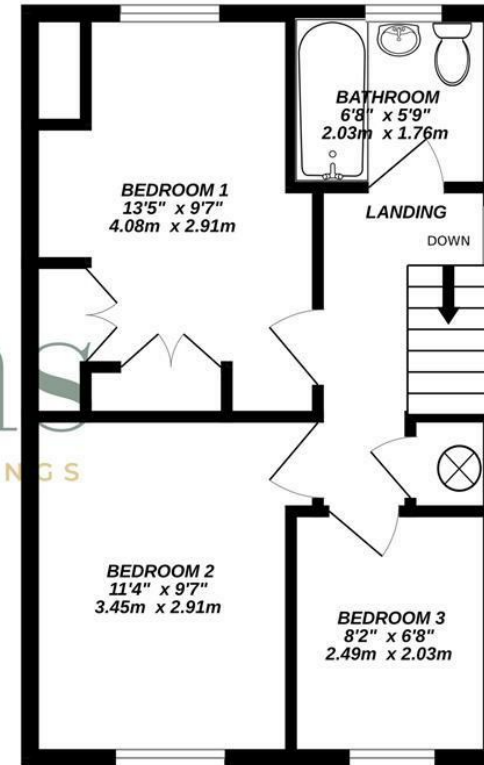 BATHROOM
6'8" x 5'9"
2.03m x 1.76m
BEDROOM 1
13'5" x 9'7"
4.08m x 2.91m
LANDING
DOWN
BEDROOM 2
11'4" x 9'7"
3.45m x 2.91m
BEDROOM 3
8'2" x 6'8"
2.49m x 2.03m